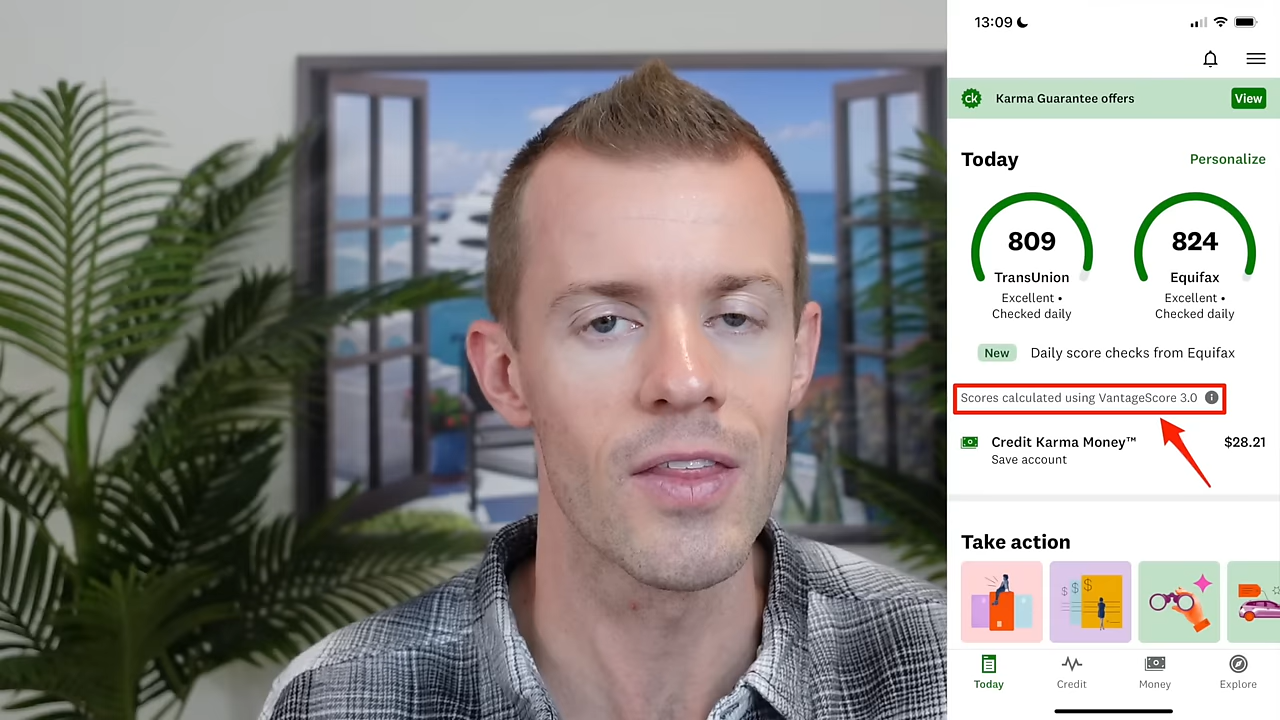 13:09
ck Karma Guarantee offers View
Today Personalize
809 824
TransUnion Equifax
Excellent • Excellent •
Checked daily Checked daily
New Daily score checks from Equifax
Scores calculated using VantageScore 3.0 i
Credit Karma Money™ $28.21
Save account
Take action
$ $ $
Today Credit Money Explore